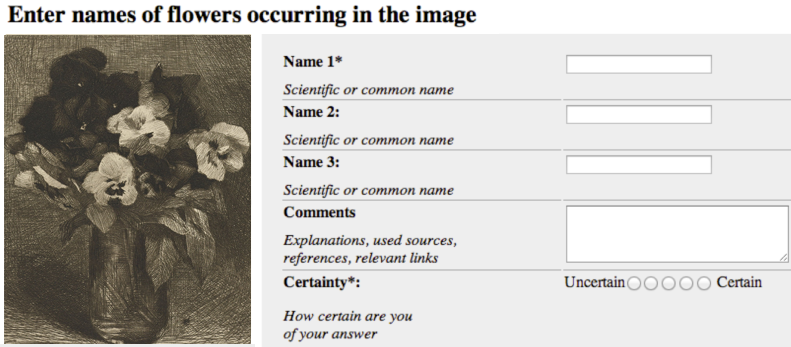 Enter names of flowers occurring in the image
Name 1*
Scientific or common name
Name 2:
Scientific or common name
Name 3:
Scientific or common name
Comments
Explanations, used sources,
references, relevant links
Certainty*:
Uncertain Certain
How certain are you
of your answer